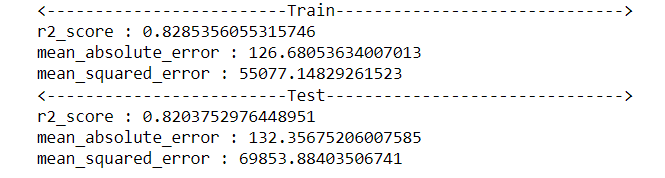 <-------------------------Train------------------------------>
r2_score : 0.8285356055315746
mean_absolute_error : 126.68053634007013
mean_squared_error : 55077.14829261523
<-------------------------Test------------------------------->
r2_score : 0.8203752976448951
mean_absolute_error : 132.35675206007585
mean_squared_error : 69853.88403506741